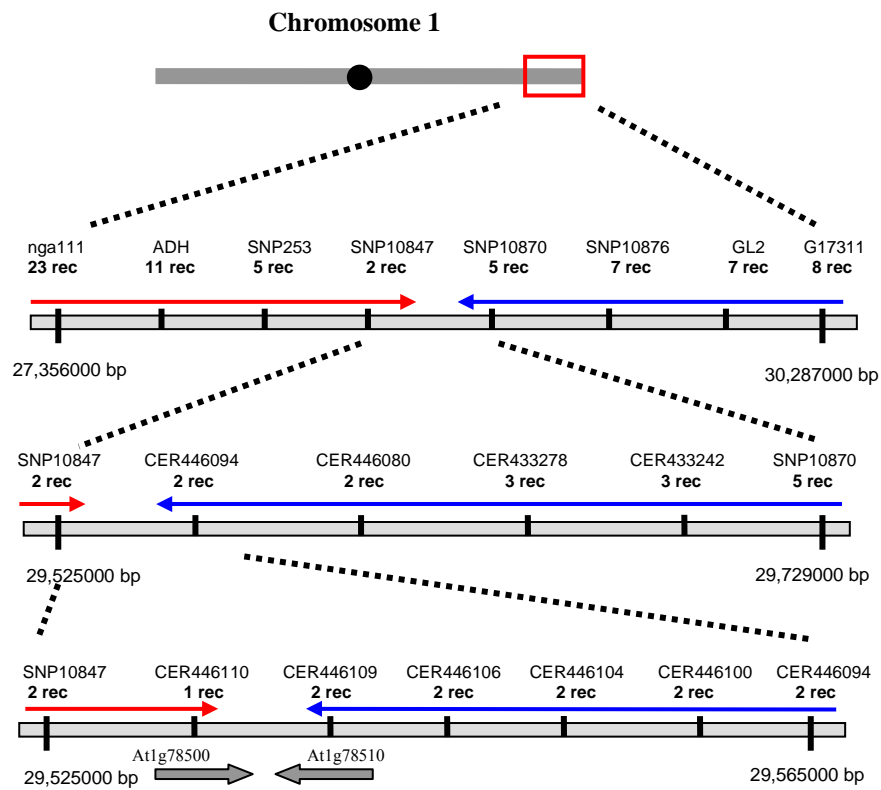 Chromosome 1
nga111 ADH SNP253 SNP10847 SNP10870 SNP10876 GL2 G17311
23 rec 11 rec 5 rec 2 rec 5 rec 7 rec 7 rec 8 rec
27,356000 bp 30,287000 bp
SNP10847 CER446094 CER446080 CER433278 CER433242 SNP10870
2 rec 2 rec 2 rec 3 rec 3 rec 5 rec
29,525000 bp 29,729000 bp
SNP10847 CER446110 CER446109 CER446106 CER446104 CER446100 CER446094
2 rec 1 rec 2 rec 2 rec 2 rec 2 rec 2 rec
At1g78500 At1g78510
29,525000 bp 29,565000 bp